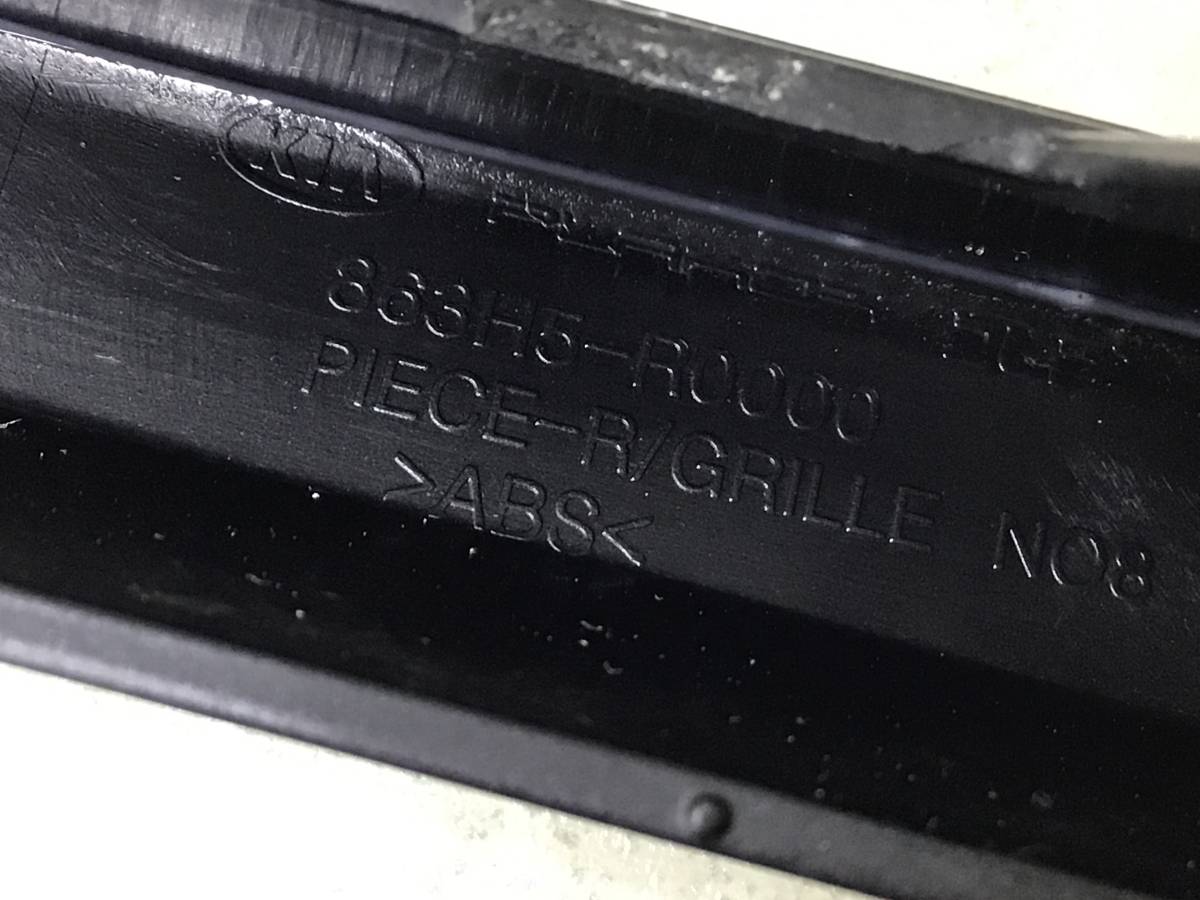 KIA
863H5-R0000
PIECE-R/GRILLE NO8
>ABS<